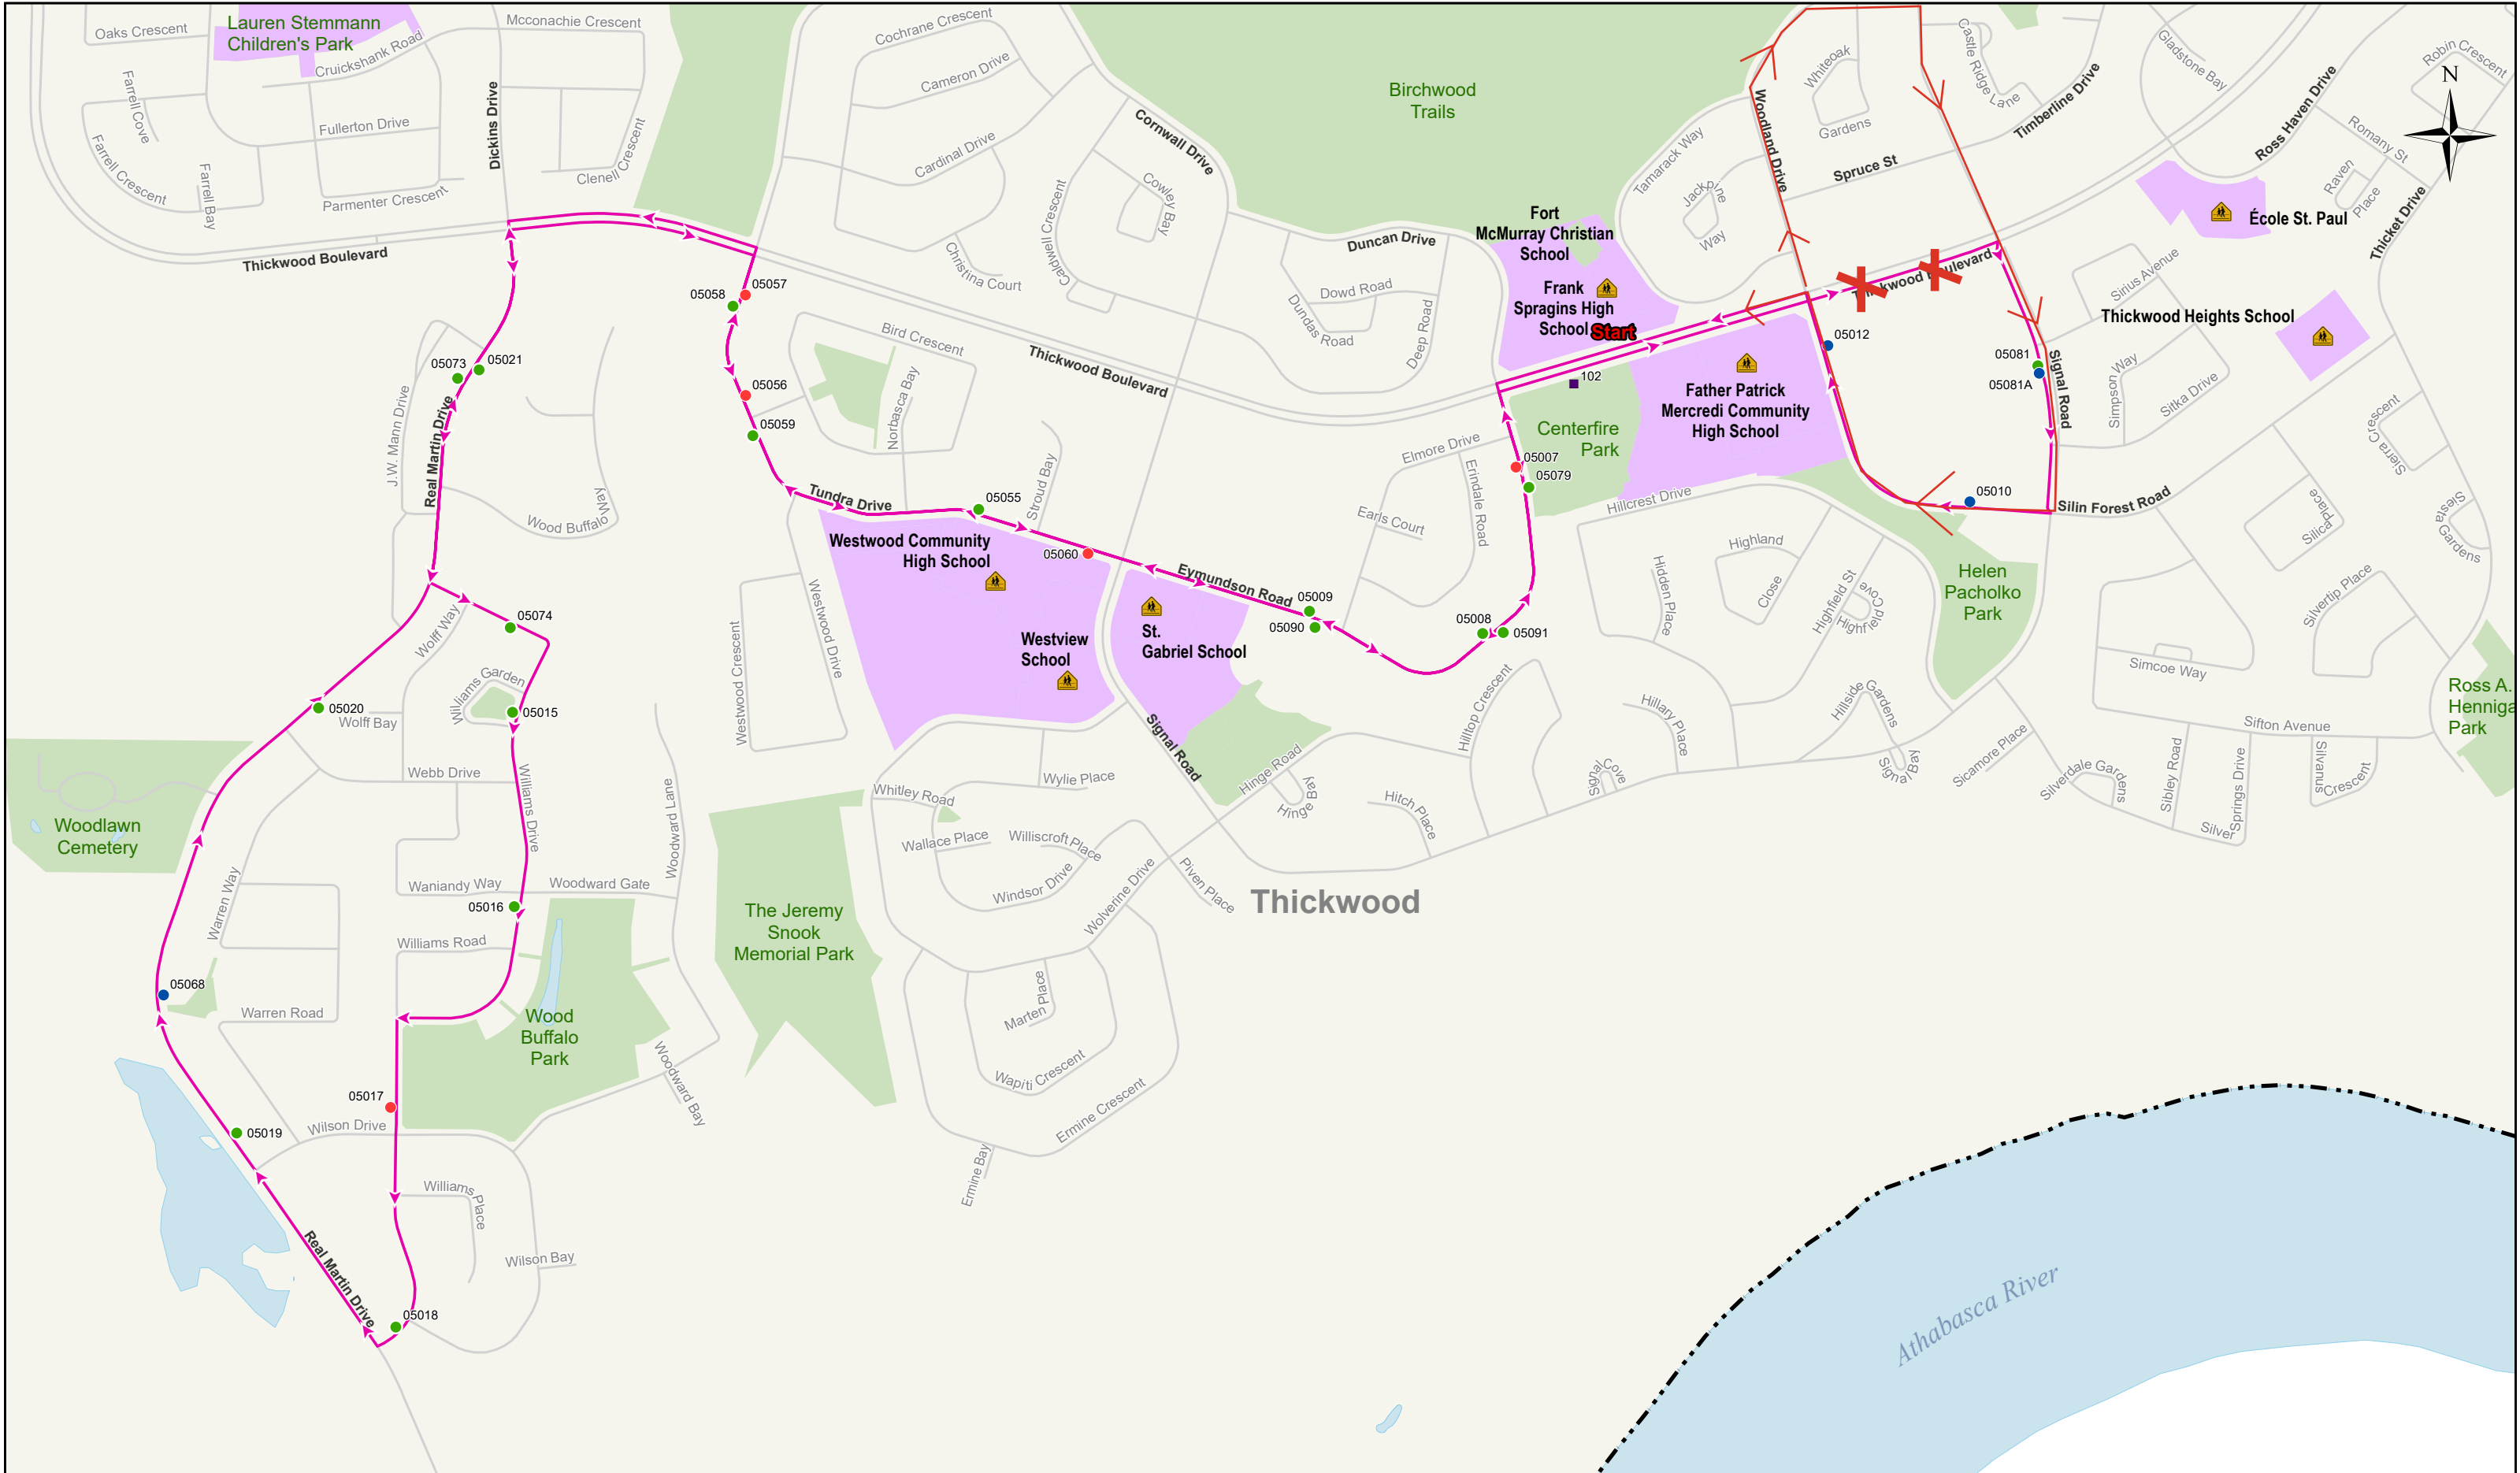 Lauren Stemmann
Children's Park
Oaks Crescent
Mcconachie Crescent
Cruickshank Road
Farrell Cove
Farrell Crescent
Farrell Bay
Fullerton Drive
Parmenter Crescent
Dickins Drive
Clenell Crescent
Thickwood Boulevard
Cochrane Crescent
Cameron Drive
Cardinal Drive
Cornwall Drive
Cowley Bay
Caldwell Crescent
Christina Court
Birchwood
Trails
Duncan Drive
Dowd Road
Dundas Road
Deep Road
Fort
McMurray Christian
School
Frank
Spragins High
School
Start
Tamarack Way
Jackpine
Way
Woodland Drive
Whiteoak
Gardens
Spruce St
Castle Ridge Lane
Timberline Drive
Gladstone Bay
Ross Haven Drive
Robin Crescent
N
Romany St
Raven
Place
Thicket Drive
École St. Paul
Thickwood Boulevard
Sirius Avenue
Thickwood Heights School
05012
05081
05081A
Signal Road
Simpson Way
Sitka Drive
Sierra Crescent
Siesta
Gardens
05010
Silin Forest Road
Silica
Place
Silvertip Place
Simcoe Way
Sifton Avenue
Ross A.
Henniga
Park
Helen
Pacholko
Park
102
Father Patrick
Mercredi Community
High School
Centerfire
Park
05007
05079
Elmore Drive
Erindale Road
Earls Court
Hillcrest Drive
Hidden Place
Highland
Close
Highfield St
Highfield
Cove
05057
05058
05056
05059
Bird Crescent
Norbasca Bay
Thickwood Boulevard
Stroud Bay
05055
Tundra Drive
Westwood Community
High School
05060
Eymundson Road
05009
05090
05008
05091
St.
Gabriel School
Westview
School
Westwood Drive
Westwood Crescent
Signal Road
05073
05021
J.W. Mann Drive
Real Martin Drive
Wood Buffalo
Way
05074
Wolff Way
Williams Garden
05015
05020
Wolff Bay
Webb Drive
Williams Drive
Woodward Lane
Woodlawn
Cemetery
Warren Way
Waniandy Way
Woodward Gate
05016
Williams Road
05068
Warren Road
Wood
Buffalo
Park
Woodward Bay
05017
05019
Wilson Drive
Williams Place
Wilson Bay
Real Martin Drive
05018
The Jeremy
Snook
Memorial Park
Whitley Road
Wylie Place
Wallace Place
Williscroft Place
Windsor Drive
Wolverine Drive
Piven Place
Marten
Place
Wapiti Crescent
Ermine Crescent
Ermine Bay
Hinge Road
Hinge
Bay
Hitch Place
Hilltop Crescent
Signal
Cove
Hillary Place
Hillside
Gardens
Signal
Bay
Sicamore Place
Silverdale Gardens
Sibley Road
Springs Drive
Silver
Silvanus
Crescent
Thickwood
Athabasca River